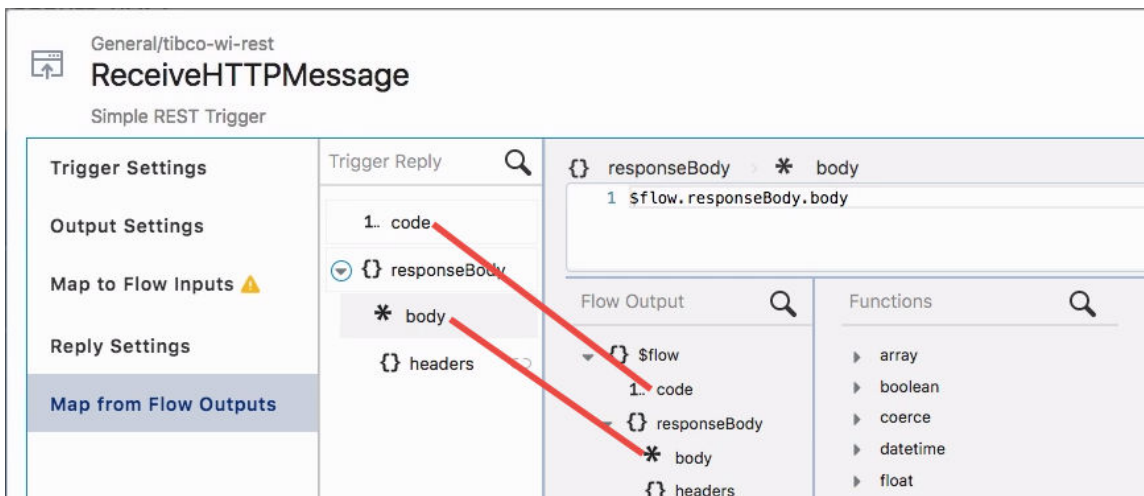 General/tibco-wi-rest
ReceiveHTTPMessage
Simple REST Trigger
Trigger Settings
Output Settings
Map to Flow Inputs
Reply Settings
Map from Flow Outputs
Trigger Reply
1.. code
{} responseBody
* body
{} headers
{} responseBody * body
1 $flow.responseBody.body
Flow Output
{} $flow
1.. code
{} responseBody
* body
{} headers
Functions
array
boolean
coerce
datetime
float